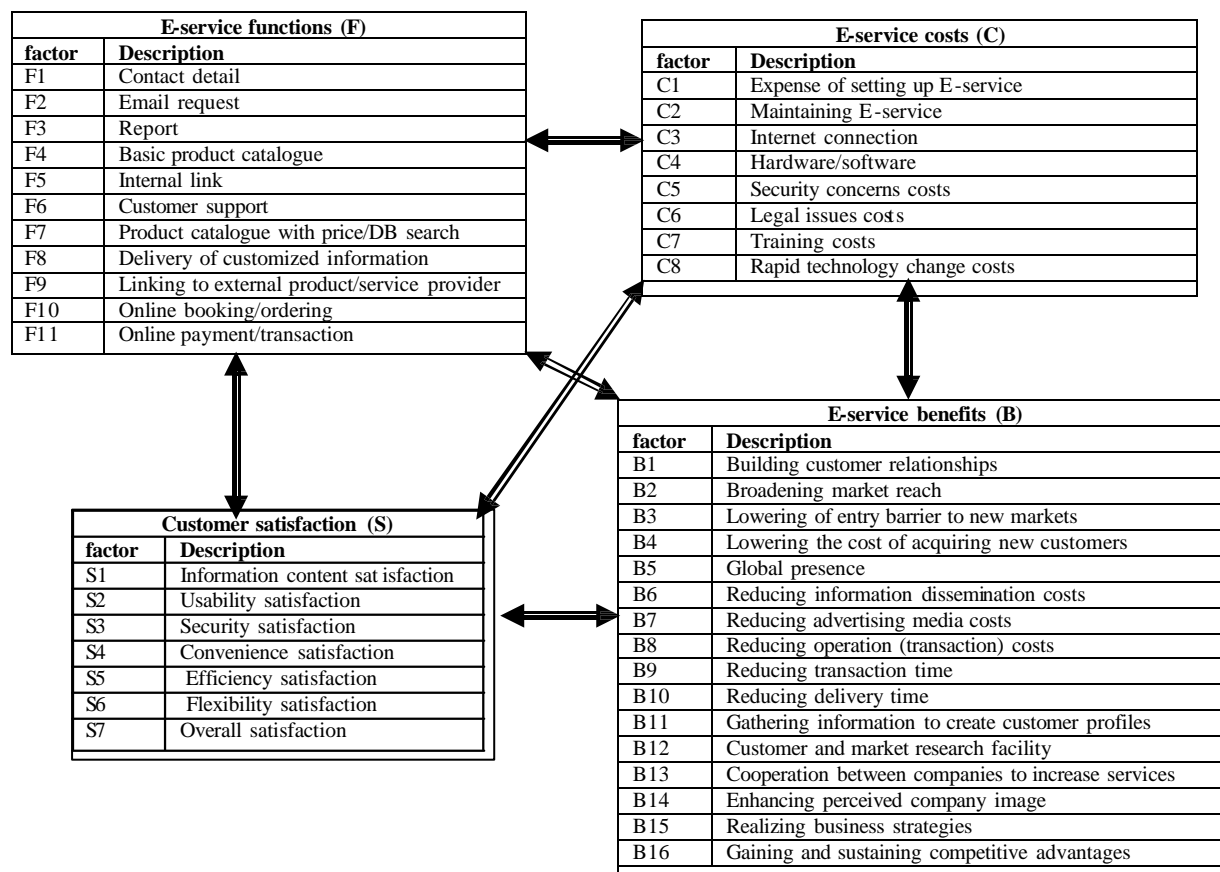 E-service functions (F)
factor Description
F1 Contact detail
F2 Email request
F3 Report
F4 Basic product catalogue
F5 Internal link
F6 Customer support
F7 Product catalogue with price/DB search
F8 Delivery of customized information
F9 Linking to external product/service provider
F10 Online booking/ordering
F11 Online payment/transaction
E-service costs (C)
factor Description
C1 Expense of setting up E-service
C2 Maintaining E-service
C3 Internet connection
C4 Hardware/software
C5 Security concerns costs
C6 Legal issues costs
C7 Training costs
C8 Rapid technology change costs
Customer satisfaction (S)
factor Description
S1 Information content satisfaction
S2 Usability satisfaction
S3 Security satisfaction
S4 Convenience satisfaction
S5 Efficiency satisfaction
S6 Flexibility satisfaction
S7 Overall satisfaction
E-service benefits (B)
factor Description
B1 Building customer relationships
B2 Broadening market reach
B3 Lowering of entry barrier to new markets
B4 Lowering the cost of acquiring new customers
B5 Global presence
B6 Reducing information dissemination costs
B7 Reducing advertising media costs
B8 Reducing operation (transaction) costs
B9 Reducing transaction time
B10 Reducing delivery time
B11 Gathering information to create customer profiles
B12 Customer and market research facility
B13 Cooperation between companies to increase services
B14 Enhancing perceived company image
B15 Realizing business strategies
B16 Gaining and sustaining competitive advantages